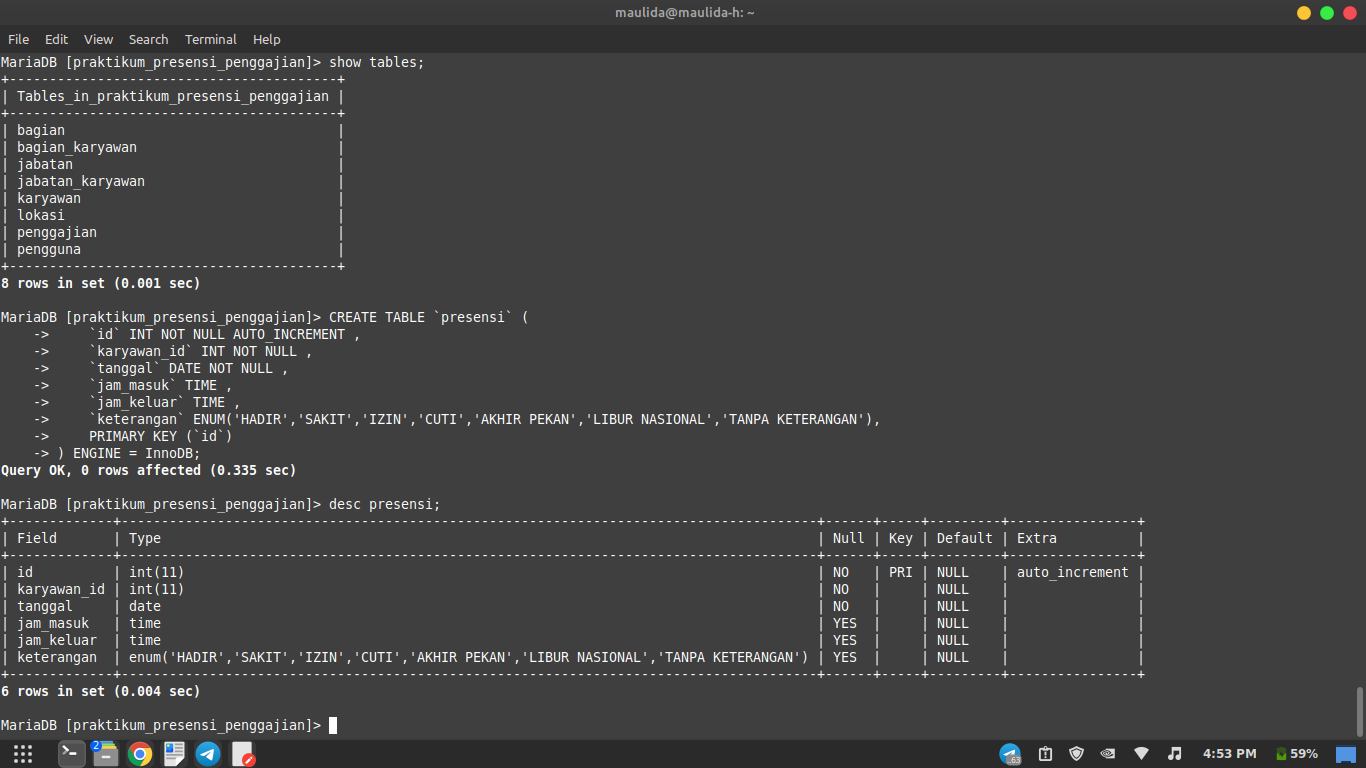 maulida@maulida-h: ~
File Edit View Search Terminal Help
MariaDB [praktikum_presensi_penggajian]> show tables;
+-----------------------------------------+
| Tables_in_praktikum_presensi_penggajian |
+-----------------------------------------+
| bagian                                  |
| bagian_karyawan                         |
| jabatan                                 |
| jabatan_karyawan                        |
| karyawan                                |
| lokasi                                  |
| penggajian                              |
| pengguna                                |
+-----------------------------------------+
8 rows in set (0.001 sec)
MariaDB [praktikum_presensi_penggajian]> CREATE TABLE `presensi` (
    ->     `id` INT NOT NULL AUTO_INCREMENT ,
    ->     `karyawan_id` INT NOT NULL ,
    ->     `tanggal` DATE NOT NULL ,
    ->     `jam_masuk` TIME ,
    ->     `jam_keluar` TIME ,
    ->     `keterangan` ENUM('HADIR','SAKIT','IZIN','CUTI','AKHIR PEKAN','LIBUR NASIONAL','TANPA KETERANGAN'),
    ->     PRIMARY KEY (`id`)
    -> ) ENGINE = InnoDB;
Query OK, 0 rows affected (0.335 sec)
MariaDB [praktikum_presensi_penggajian]> desc presensi;
+-------------+---------------------------------------------------------------------------------------+------+-----+---------+----------------+
| Field       | Type                                                                                  | Null | Key | Default | Extra          |
+-------------+---------------------------------------------------------------------------------------+------+-----+---------+----------------+
| id          | int(11)                                                                               | NO   | PRI | NULL    | auto_increment |
| karyawan_id | int(11)                                                                               | NO   |     | NULL    |                |
| tanggal     | date                                                                                  | NO   |     | NULL    |                |
| jam_masuk   | time                                                                                  | YES  |     | NULL    |                |
| jam_keluar  | time                                                                                  | YES  |     | NULL    |                |
| keterangan  | enum('HADIR','SAKIT','IZIN','CUTI','AKHIR PEKAN','LIBUR NASIONAL','TANPA KETERANGAN') | YES  |     | NULL    |                |
+-------------+---------------------------------------------------------------------------------------+------+-----+---------+----------------+
6 rows in set (0.004 sec)
MariaDB [praktikum_presensi_penggajian]>
2 ..63 4:53 PM 59%